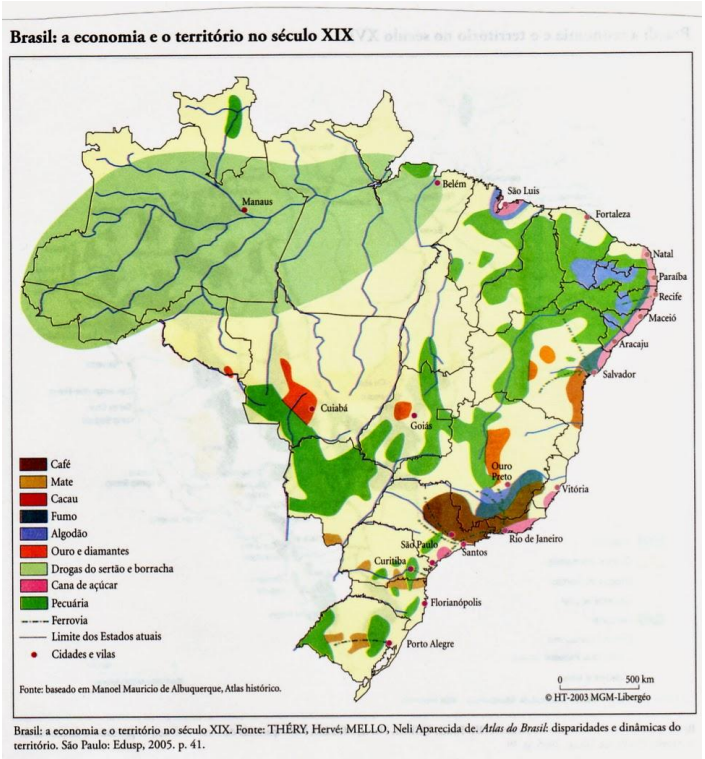 Brasil: a economia e o território no século XIX
Belém
São Luis
Fortaleza
Manaus
Natal
Paraíba
Recife
Maceió
Aracaju
Salvador
Cuiabá
Goiás
Ouro
Preto
Vitória
Rio de Janeiro
São Paulo
Santos
Curitiba
Florianópolis
Porto Alegre
Café
Mate
Cacau
Fumo
Algodão
Ouro e diamantes
Drogas do sertão e borracha
Cana de açúcar
Pecuária
Ferrovia
Limite dos Estados atuais
Cidades e vilas
0 500 km
© HT-2003 MGM-Libergéo
Fonte: baseado em Manoel Mauricio de Albuquerque, Atlas histórico.
Brasil: a economia e o território no século XIX. Fonte: THÉRY, Hervé; MELLO, Neli Aparecida de. Atlas do Brasil: disparidades e dinâmicas do
território. São Paulo: Edusp, 2005. p. 41.